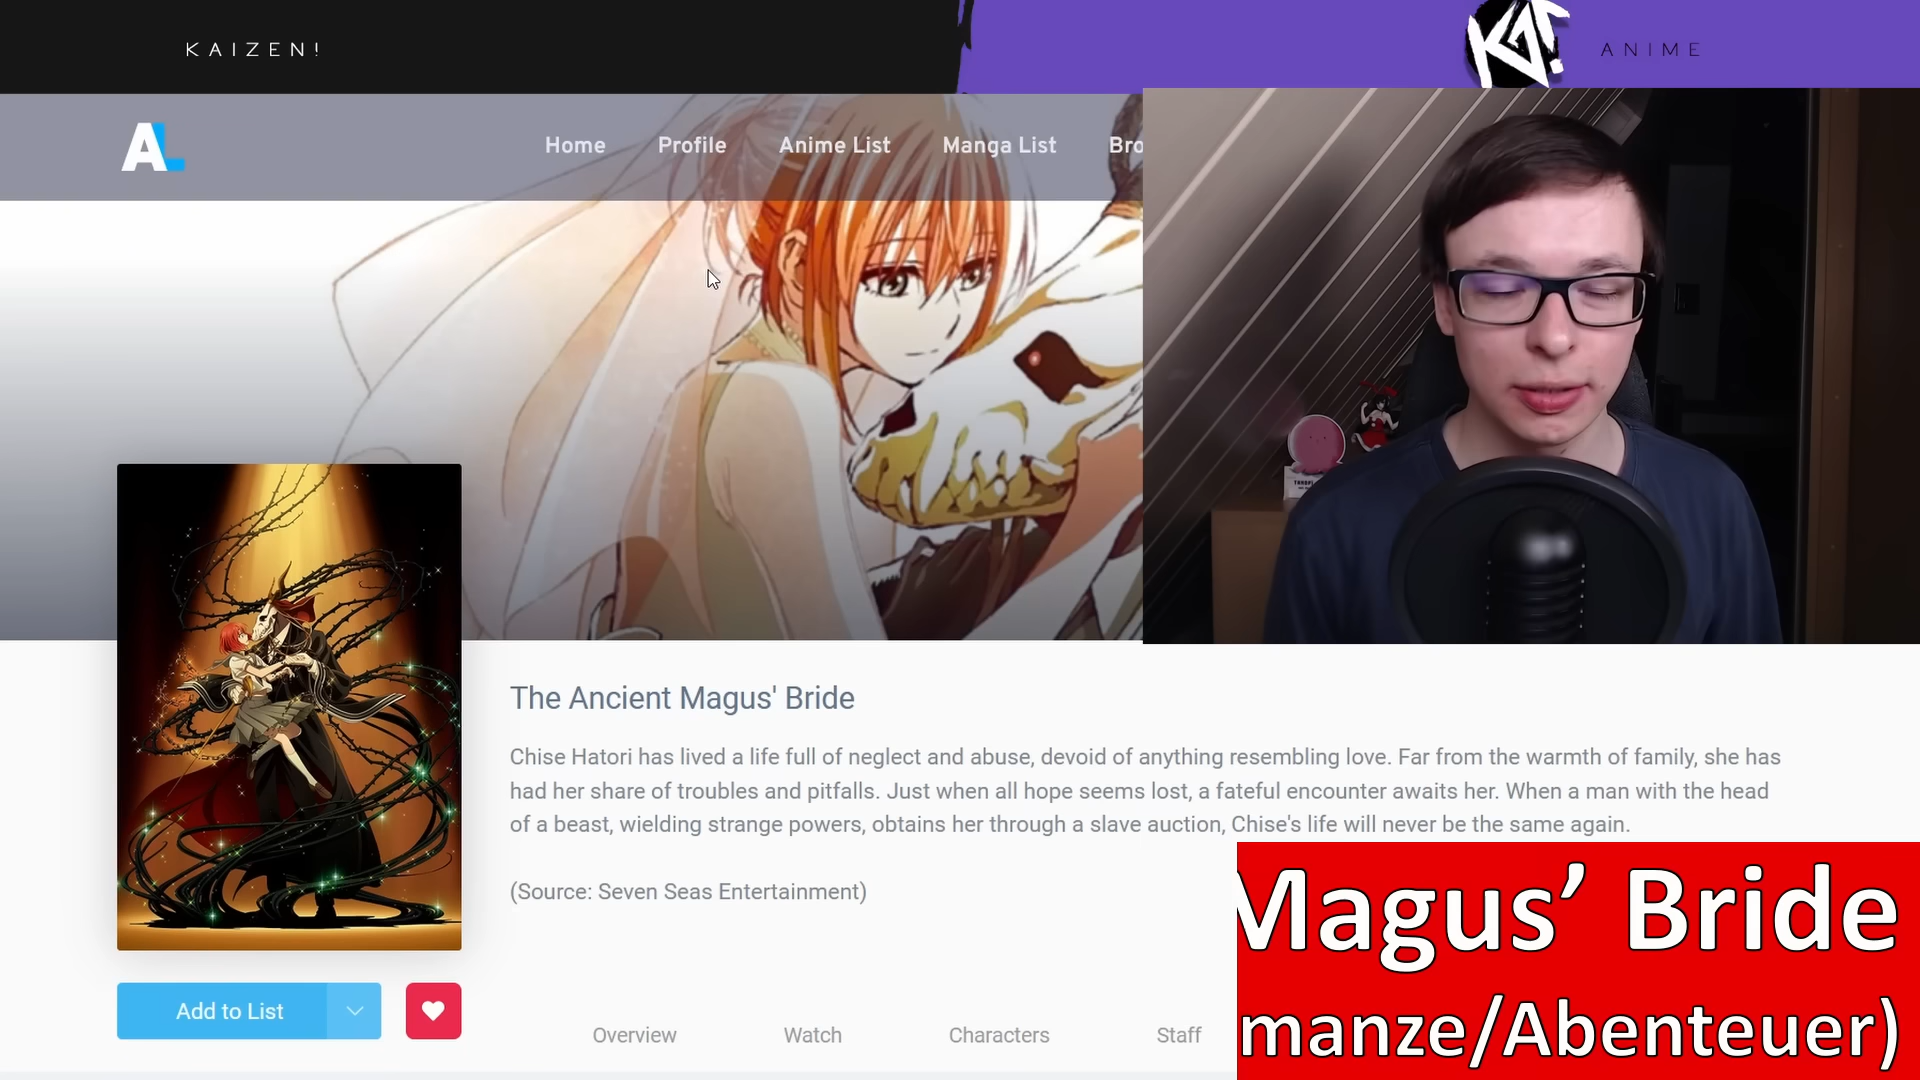 KAIZEN!
KAI!
ANIME
AL
Home
Profile
Anime List
Manga List
Bro
The Ancient Magus' Bride
Chise Hatori has lived a life full of neglect and abuse, devoid of anything resembling love. Far from the warmth of family, she has
had her share of troubles and pitfalls. Just when all hope seems lost, a fateful encounter awaits her. When a man with the head
of a beast, wielding strange powers, obtains her through a slave auction, Chise's life will never be the same again.
(Source: Seven Seas Entertainment)
Magus’ Bride
manze/Abenteuer)
Add to List
Overview
Watch
Characters
Staff